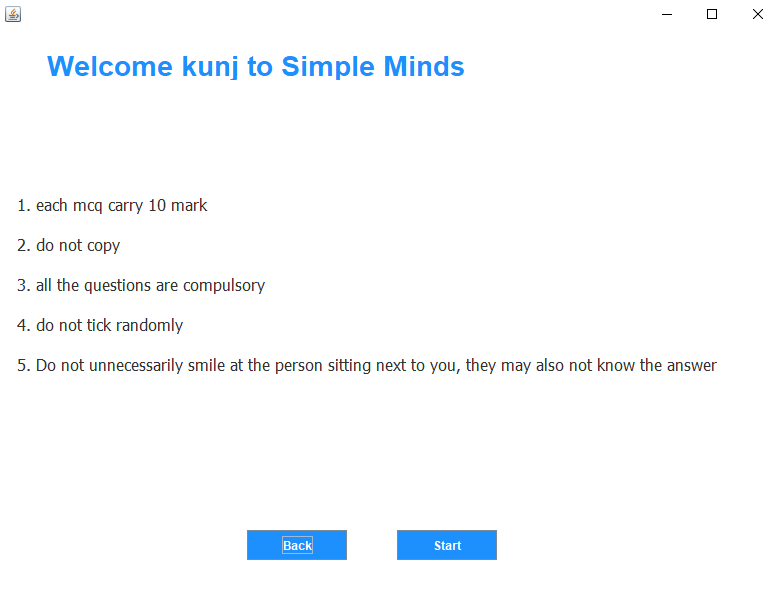 Welcome kunj to Simple Minds
1. each mcq carry 10 mark
2. do not copy
3. all the questions are compulsory
4. do not tick randomly
5. Do not unnecessarily smile at the person sitting next to you, they may also not know the answer
Back
Start